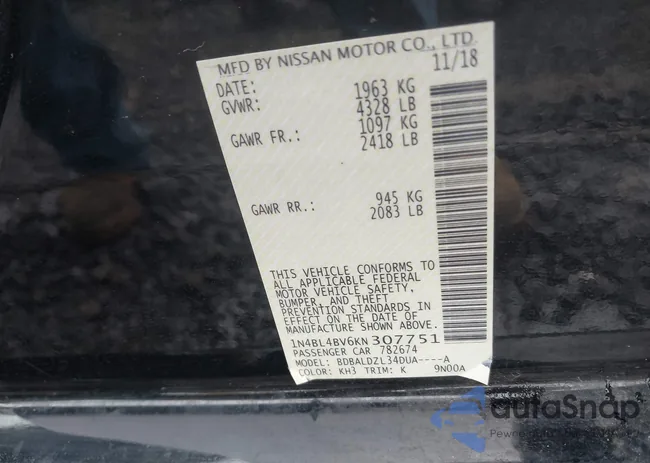 MFD BY NISSAN MOTOR CO., LTD.
DATE: 11/18
GVWR: 1963 KG
4328 LB
GAWR FR.: 1097 KG
2418 LB
GAWR RR.: 945 KG
2083 LB
THIS VEHICLE CONFORMS TO
ALL APPLICABLE FEDERAL
MOTOR VEHICLE SAFETY,
BUMPER, AND THEFT
PREVENTION STANDARDS IN
EFFECT ON THE DATE OF
MANUFACTURE SHOWN ABOVE.
1N4BL4BV6KN307751
PASSENGER CAR 782674
MODEL: BDBALDZL34DUA----A
COLOR: KH3 TRIM: K 9N00A
autoSnap